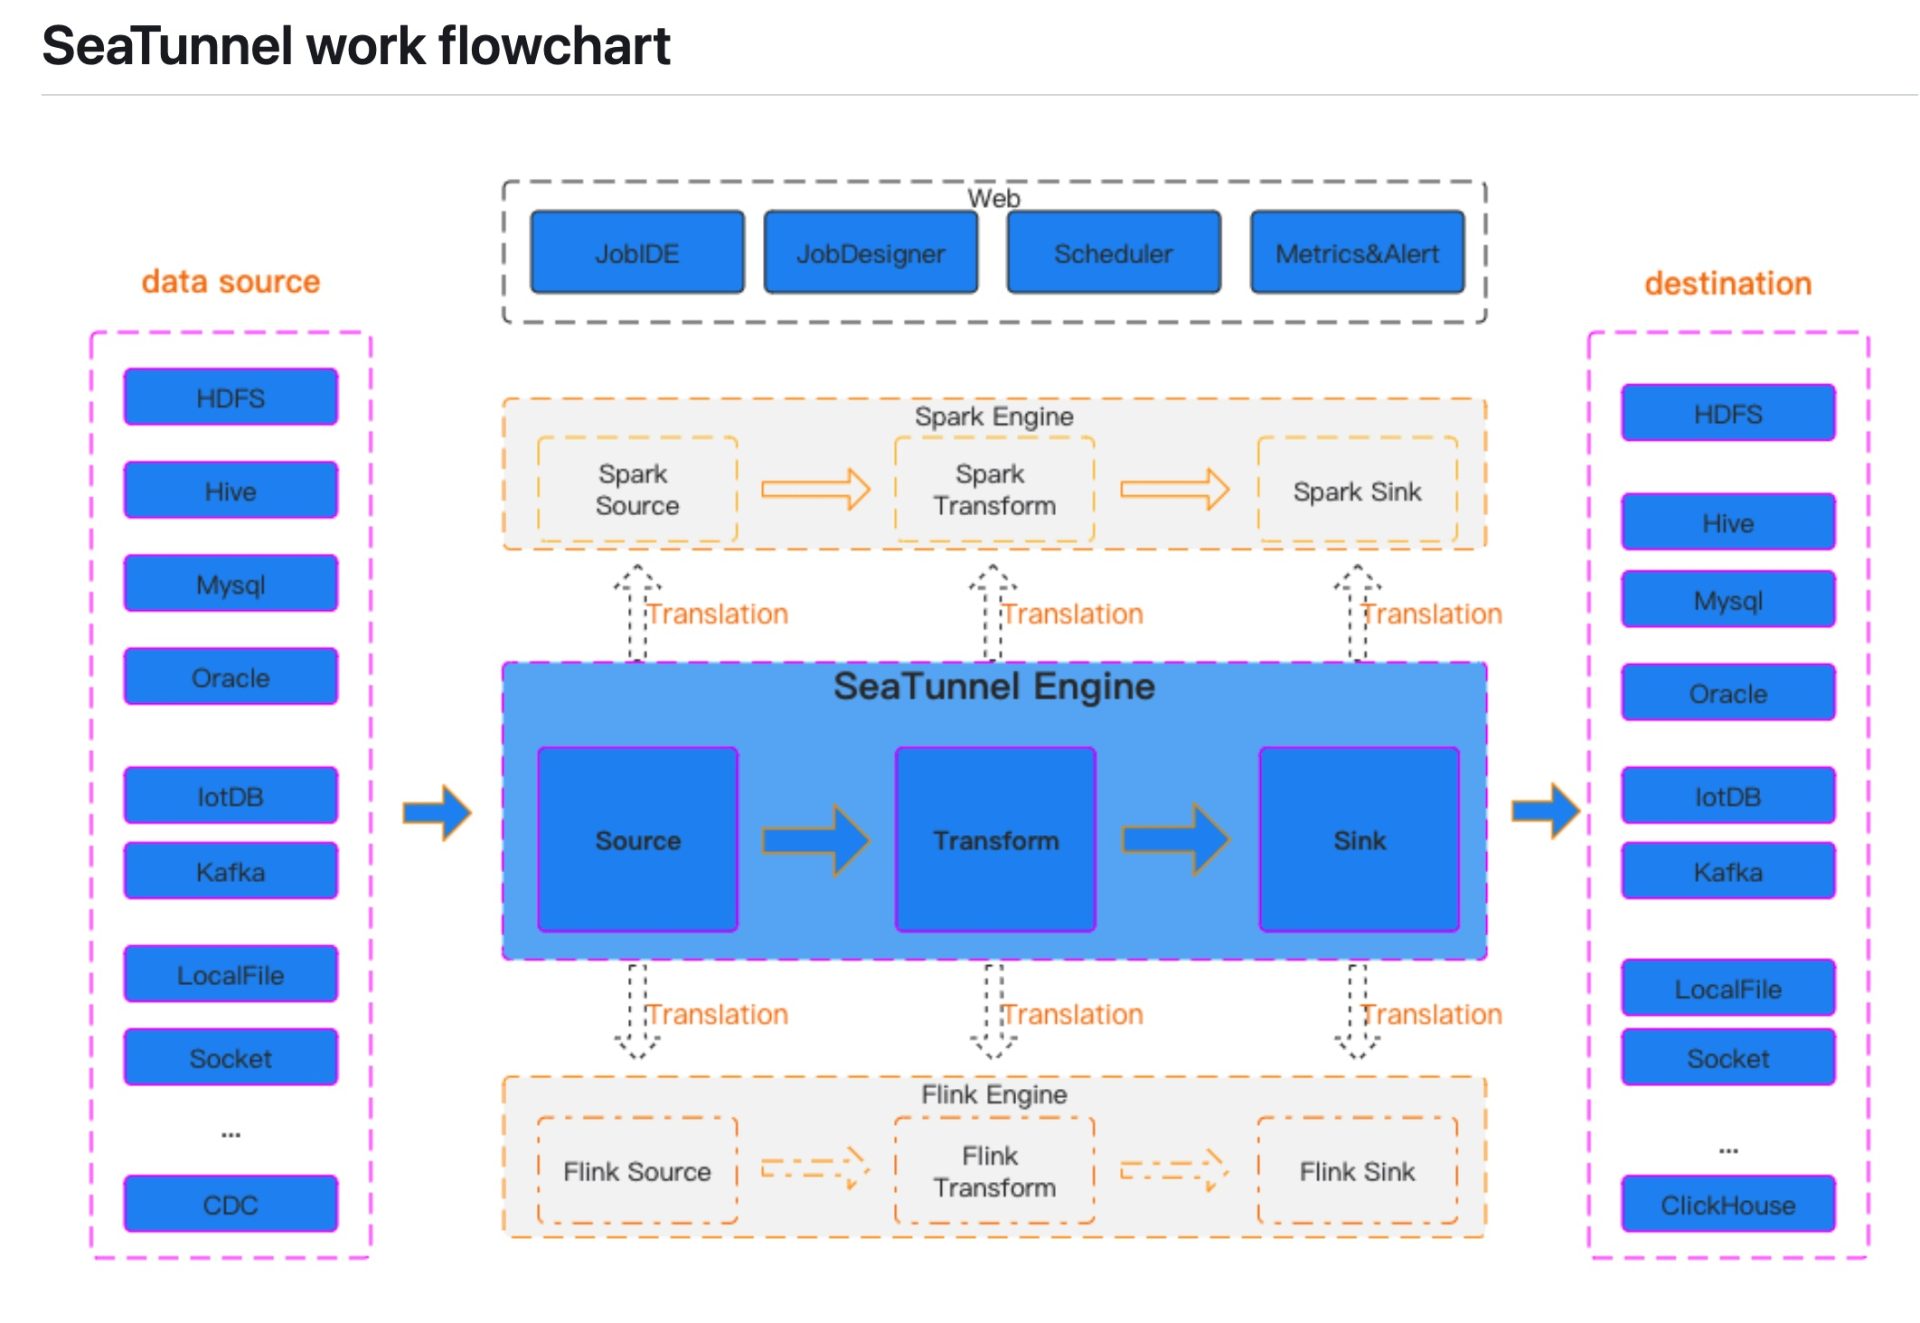 SeaTunnel work flowchart
Web
JobIDE
JobDesigner
Scheduler
Metrics&Alert
data source
HDFS
Hive
Mysql
Oracle
IotDB
Kafka
LocalFile
Socket
...
CDC
Spark Engine
Spark
Source
Spark
Transform
Spark Sink
Translation
Translation
Translation
SeaTunnel Engine
Source
Transform
Sink
Translation
Translation
Translation
Flink Engine
Flink Source
Flink
Transform
Flink Sink
destination
HDFS
Hive
Mysql
Oracle
IotDB
Kafka
LocalFile
Socket
...
ClickHouse